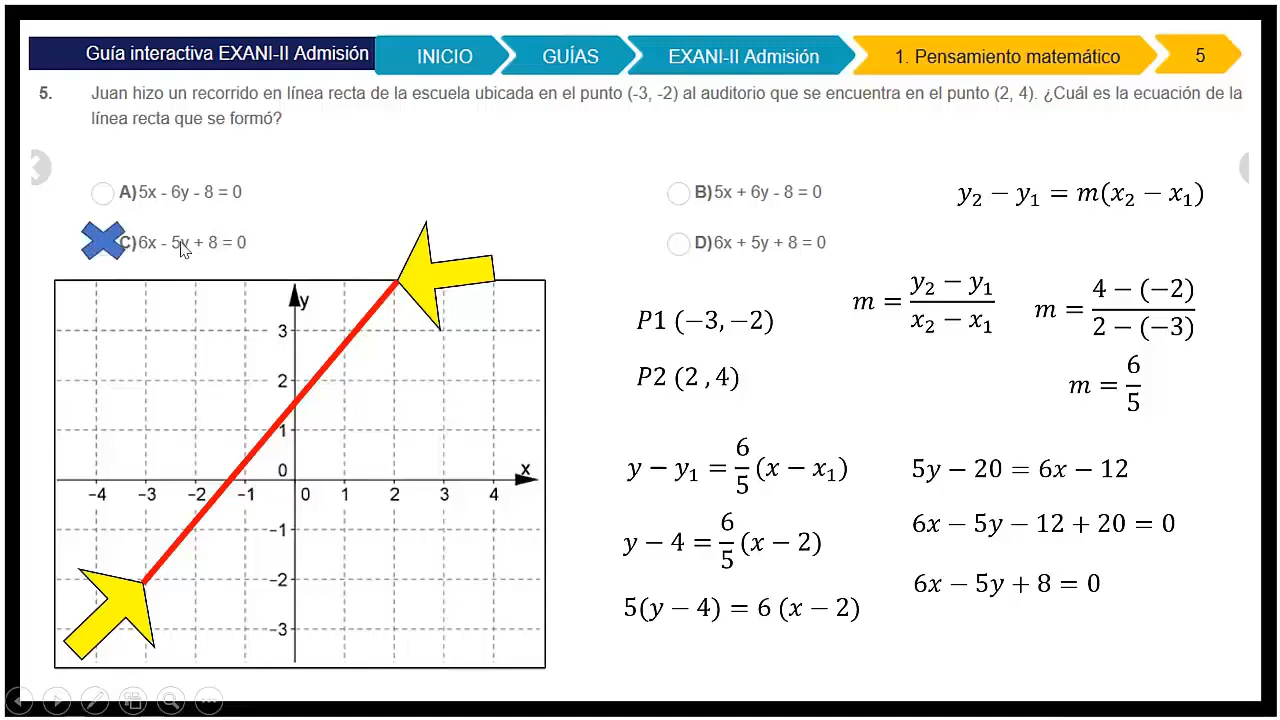 Guía interactiva EXANI-II Admisión INICIO GUÍAS EXANI-II Admisión 1. Pensamiento matemático 5
5. Juan hizo un recorrido en línea recta de la escuela ubicada en el punto (-3, -2) al auditorio que se encuentra en el punto (2, 4). ¿Cuál es la ecuación de la
línea recta que se formó?
A) 5x - 6y - 8 = 0
B) 5x + 6y - 8 = 0
C) 6x - 5y + 8 = 0
D) 6x + 5y + 8 = 0
y₂ − y₁ = m(x₂ − x₁)
y
3
2
1
0
x
−4 −3 −2 −1 0 1 2 3 4
−1
−2
−3
P1 (−3, −2)
P2 (2 , 4)
m = (y₂ − y₁)/(x₂ − x₁)
m = (4 − (−2))/(2 − (−3))
m = 6/5
y − y₁ = 6/5 (x − x₁)
y − 4 = 6/5 (x − 2)
5(y − 4) = 6 (x − 2)
5y − 20 = 6x − 12
6x − 5y − 12 + 20 = 0
6x − 5y + 8 = 0